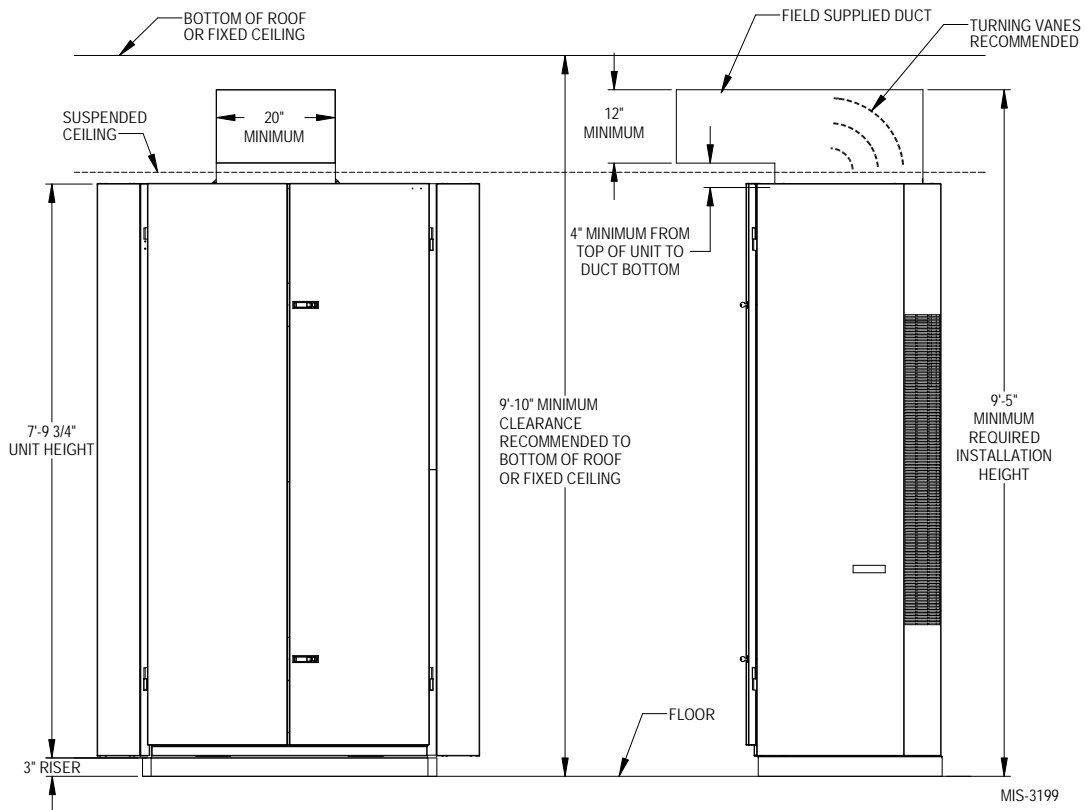 BOTTOM OF ROOF
OR FIXED CEILING
FIELD SUPPLIED DUCT
TURNING VANES
RECOMMENDED
SUSPENDED
CEILING
20"
MINIMUM
12"
MINIMUM
4" MINIMUM FROM
TOP OF UNIT TO
DUCT BOTTOM
7'-9 3/4"
UNIT HEIGHT
9'-10" MINIMUM
CLEARANCE
RECOMMENDED TO
BOTTOM OF ROOF
OR FIXED CEILING
9'-5"
MINIMUM
REQUIRED
INSTALLATION
HEIGHT
FLOOR
3" RISER
MIS-3199